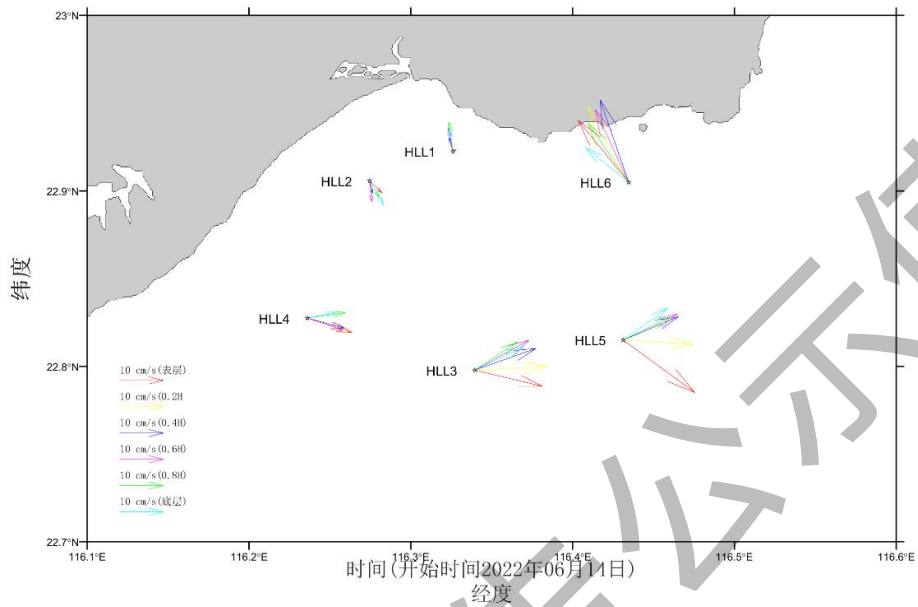 23°N
22.9°N
22.8°N
22.7°N
纬度
HLL1
HLL2
HLL6
HLL4
HLL5
HLL3
10 cm/s(表层)
10 cm/s(0.2H
10 cm/s(0.4H)
10 cm/s(0.6H)
10 cm/s(0.8H)
10 cm/s(底层)
116.1°E
116.2°E
116.3°E
116.4°E
116.5°E
116.6°E
时间(开始时间2022年06月14日)
经度
公示